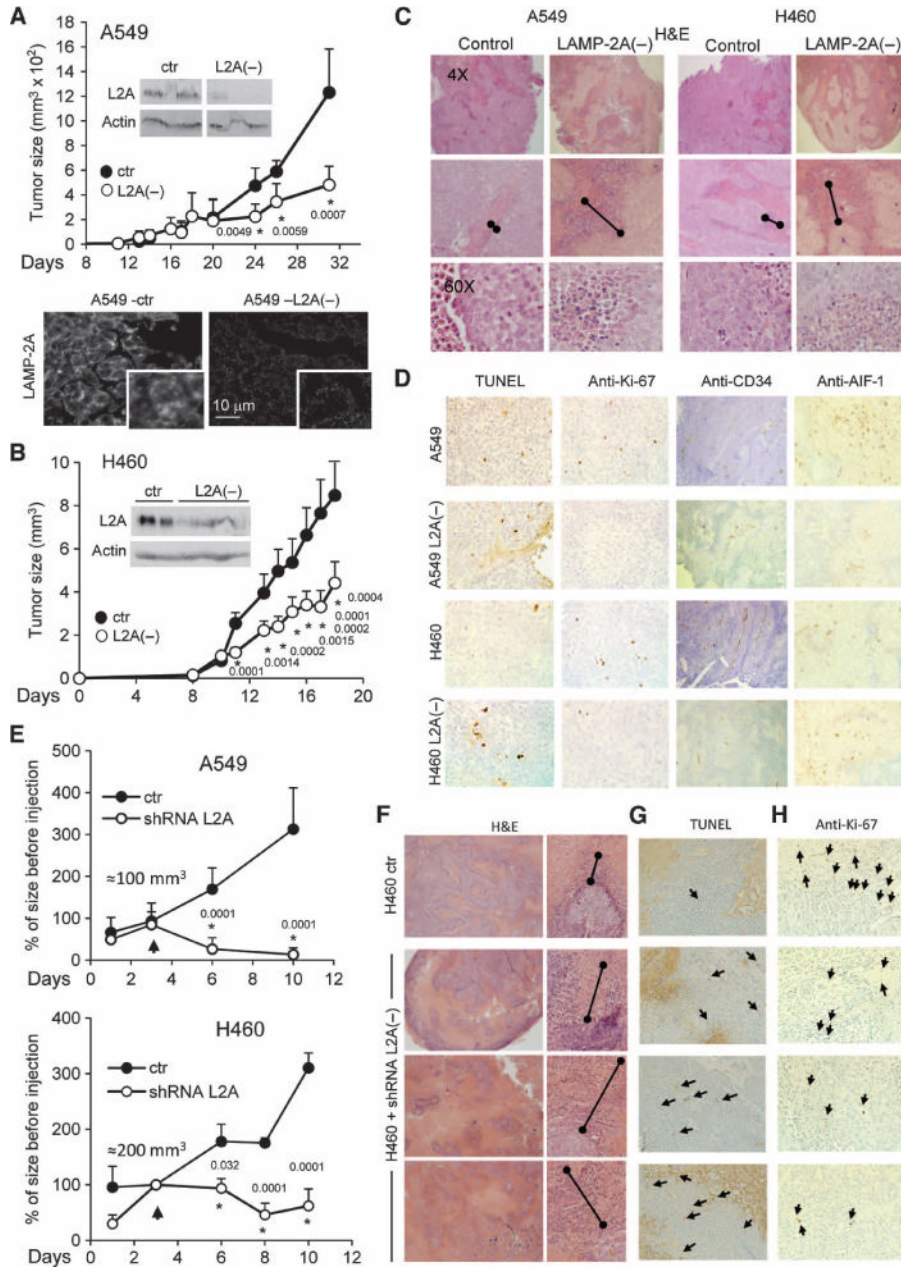 A
A549
Tumor size (mm³ x 10²)
14
12
10
8
6
4
2
0
ctr
L2A(–)
L2A
Actin
ctr
L2A(–)
0.0049
*
0.0059
*
0.0007
*
Days
8
12
16
20
24
28
32
A549 -ctr
A549 –L2A(–)
LAMP-2A
10 μm
B
H460
Tumor size (mm³)
10
8
6
4
2
0
ctr
L2A(–)
L2A
Actin
ctr
L2A(–)
*
0.0001
*
0.0014
*
0.0002
*
0.0015
*
0.0002
*
0.0001
*
0.0004
Days
0
4
8
12
16
20
C
A549
H460
H&E
Control
LAMP-2A(–)
Control
LAMP-2A(–)
4X
60X
D
TUNEL
Anti-Ki-67
Anti-CD34
Anti-AIF-1
A549
A549 L2A(–)
H460
H460 L2A(–)
E
A549
% of size before injection
500
400
300
200
100
0
ctr
shRNA L2A
≈100 mm³
0.0001
*
0.0001
*
Days
0
2
4
6
8
10
12
H460
% of size before injection
400
300
200
100
0
ctr
shRNA L2A
≈200 mm³
0.032
*
0.0001
*
0.0001
*
Days
0
2
4
6
8
10
12
F
H&E
H460 ctr
H460 + shRNA L2A(–)
G
TUNEL
H
Anti-Ki-67